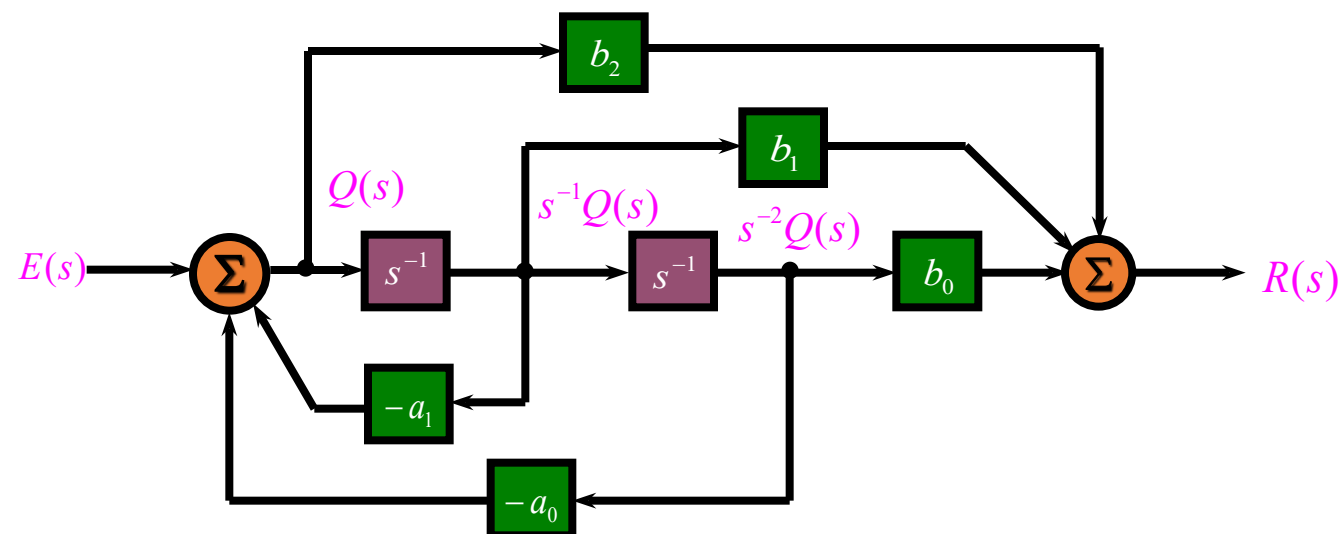 b₂
b₁
Q(s)
s⁻¹Q(s)
s⁻²Q(s)
E(s)
Σ
s⁻¹
s⁻¹
b₀
Σ
R(s)
−a₁
−a₀